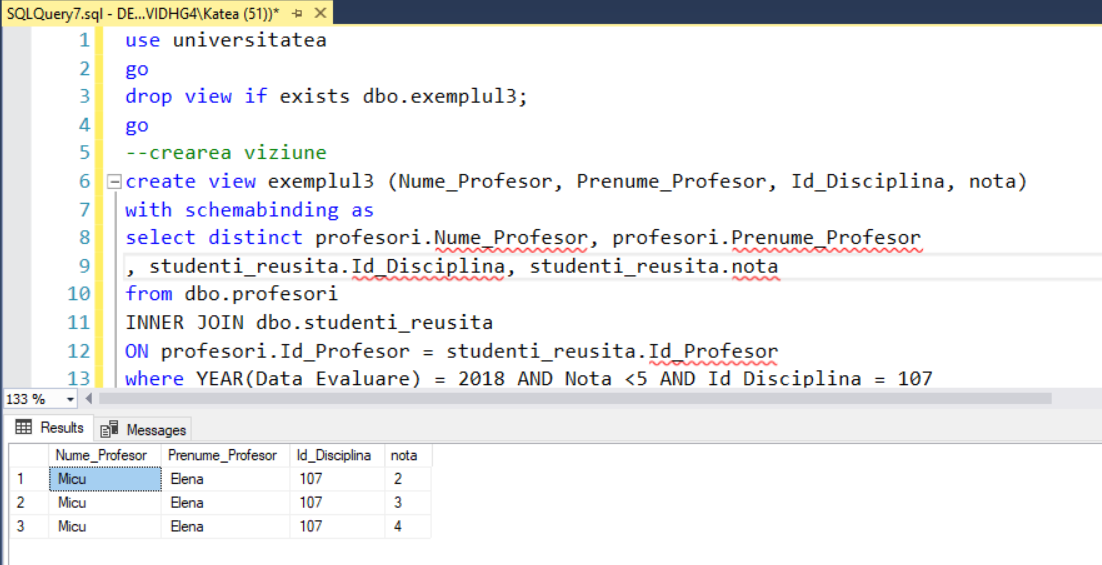 SQLQuery7.sql - DE...VIDHG4\Katea (51))*
1 use universitatea
2 go
3 drop view if exists dbo.exemplul3;
4 go
5 --crearea viziune
6 create view exemplul3 (Nume_Profesor, Prenume_Profesor, Id_Disciplina, nota)
7 with schemabinding as
8 select distinct profesori.Nume_Profesor, profesori.Prenume_Profesor
9 , studenti_reusita.Id_Disciplina, studenti_reusita.nota
10 from dbo.profesori
11 INNER JOIN dbo.studenti_reusita
12 ON profesori.Id_Profesor = studenti_reusita.Id_Profesor
13 where YEAR(Data_Evaluare) = 2018 AND Nota <5 AND Id_Disciplina = 107
133 %
Results Messages
Nume_Profesor Prenume_Profesor Id_Disciplina nota
1 Micu Elena 107 2
2 Micu Elena 107 3
3 Micu Elena 107 4